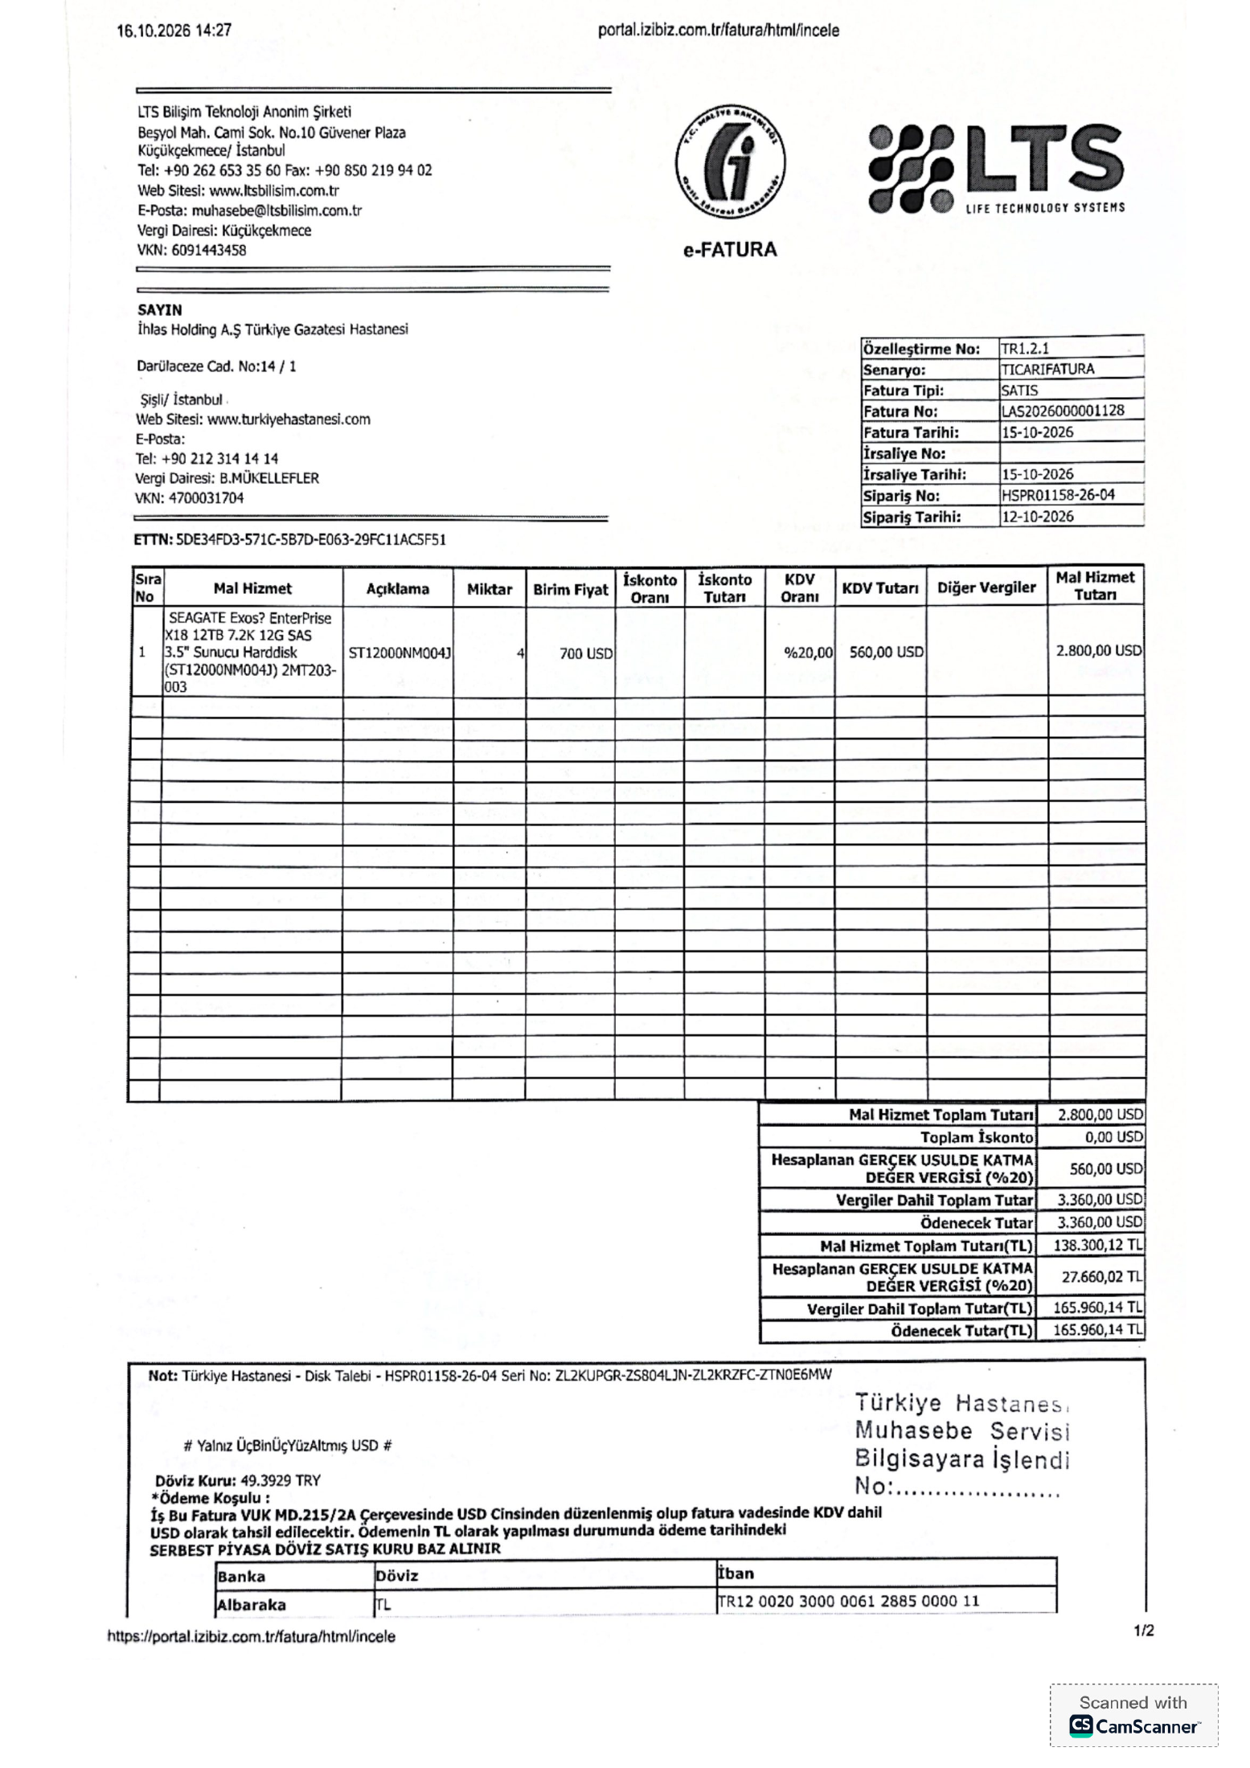 16.10.2026 14:27
portal.izibiz.com.tr/fatura/html/incele
LTS Bilişim Teknoloji Anonim Şirketi
Beşyol Mah. Cami Sok. No.10 Güvener Plaza
Küçükçekmece/ İstanbul
Tel: +90 262 653 35 60 Fax: +90 850 219 94 02
Web Sitesi: www.ltsbilisim.com.tr
E-Posta: muhasebe@ltsbilisim.com.tr
Vergi Dairesi: Küçükçekmece
VKN: 6091443458
T.C. MALİYE BAKANLIĞI
Gelir İdaresi Başkanlığı
e-FATURA
LTS
LIFE TECHNOLOGY SYSTEMS
SAYIN
İhlas Holding A.Ş Türkiye Gazatesi Hastanesi
Darülaceze Cad. No:14 / 1
Şişli/ İstanbul
Web Sitesi: www.turkiyehastanesi.com
E-Posta:
Tel: +90 212 314 14 14
Vergi Dairesi: B.MÜKELLEFLER
VKN: 4700031704
Özelleştirme No: TR1.2.1
Senaryo: TICARIFATURA
Fatura Tipi: SATIS
Fatura No: LAS2026000001128
Fatura Tarihi: 15-10-2026
İrsaliye No:
İrsaliye Tarihi: 15-10-2026
Sipariş No: HSPR01158-26-04
Sipariş Tarihi: 12-10-2026
ETTN: 5DE34FD3-571C-5B7D-E063-29FC11AC5F51
Sıra No Mal Hizmet Açıklama Miktar Birim Fiyat İskonto Oranı İskonto Tutarı KDV Oranı KDV Tutarı Diğer Vergiler Mal Hizmet Tutarı
SEAGATE Exos? EnterPrise
X18 12TB 7.2K 12G SAS
1 3.5" Sunucu Harddisk ST12000NM004J 4 700 USD %20,00 560,00 USD 2.800,00 USD
(ST12000NM004J) 2MT203-
003
Mal Hizmet Toplam Tutarı 2.800,00 USD
Toplam İskonto 0,00 USD
Hesaplanan GERÇEK USULDE KATMA
DEĞER VERGİSİ (%20) 560,00 USD
Vergiler Dahil Toplam Tutar 3.360,00 USD
Ödenecek Tutar 3.360,00 USD
Mal Hizmet Toplam Tutarı(TL) 138.300,12 TL
Hesaplanan GERÇEK USULDE KATMA
DEĞER VERGİSİ (%20) 27.660,02 TL
Vergiler Dahil Toplam Tutar(TL) 165.960,14 TL
Ödenecek Tutar(TL) 165.960,14 TL
Not: Türkiye Hastanesi - Disk Talebi - HSPR01158-26-04 Seri No: ZL2KUPGR-ZS804LJN-ZL2KRZFC-ZTN0E6MW
Türkiye Hastanesi
Muhasebe Servisi
Bilgisayara İşlendi
No:.....................
# Yalnız ÜçBinÜçYüzAltmış USD #
Döviz Kuru: 49.3929 TRY
*Ödeme Koşulu :
İş Bu Fatura VUK MD.215/2A Çerçevesinde USD Cinsinden düzenlenmiş olup fatura vadesinde KDV dahil
USD olarak tahsil edilecektir. Ödemenin TL olarak yapılması durumunda ödeme tarihindeki
SERBEST PİYASA DÖVİZ SATIŞ KURU BAZ ALINIR
Banka Döviz İban
Albaraka TL TR12 0020 3000 0061 2885 0000 11
https://portal.izibiz.com.tr/fatura/html/incele
1/2
Scanned with
CS CamScanner